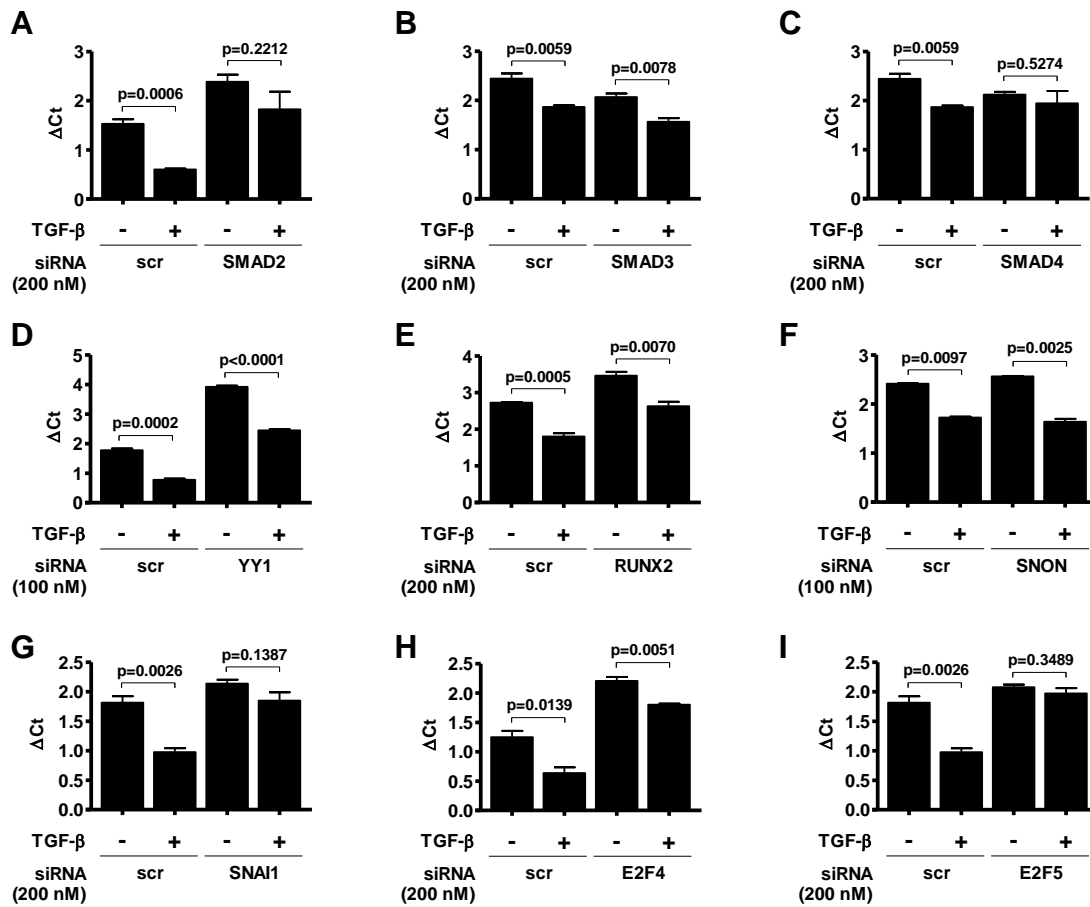 A
ΔCt
3
2
1
0
p=0.0006
p=0.2212
TGF-β - + - +
siRNA (200 nM) scr SMAD2
B
ΔCt
3
2
1
0
p=0.0059
p=0.0078
TGF-β - + - +
siRNA (200 nM) scr SMAD3
C
ΔCt
3
2
1
0
p=0.0059
p=0.5274
TGF-β - + - +
siRNA (200 nM) scr SMAD4
D
ΔCt
5
4
3
2
1
0
p=0.0002
p<0.0001
TGF-β - + - +
siRNA (100 nM) scr YY1
E
ΔCt
4
3
2
1
0
p=0.0005
p=0.0070
TGF-β - + - +
siRNA (200 nM) scr RUNX2
F
ΔCt
3
2
1
0
p=0.0097
p=0.0025
TGF-β - + - +
siRNA (100 nM) scr SNON
G
ΔCt
2.5
2.0
1.5
1.0
0.5
0.0
p=0.0026
p=0.1387
TGF-β - + - +
siRNA (200 nM) scr SNAI1
H
ΔCt
2.5
2.0
1.5
1.0
0.5
0.0
p=0.0139
p=0.0051
TGF-β - + - +
siRNA (200 nM) scr E2F4
I
ΔCt
2.5
2.0
1.5
1.0
0.5
0.0
p=0.0026
p=0.3489
TGF-β - + - +
siRNA (200 nM) scr E2F5